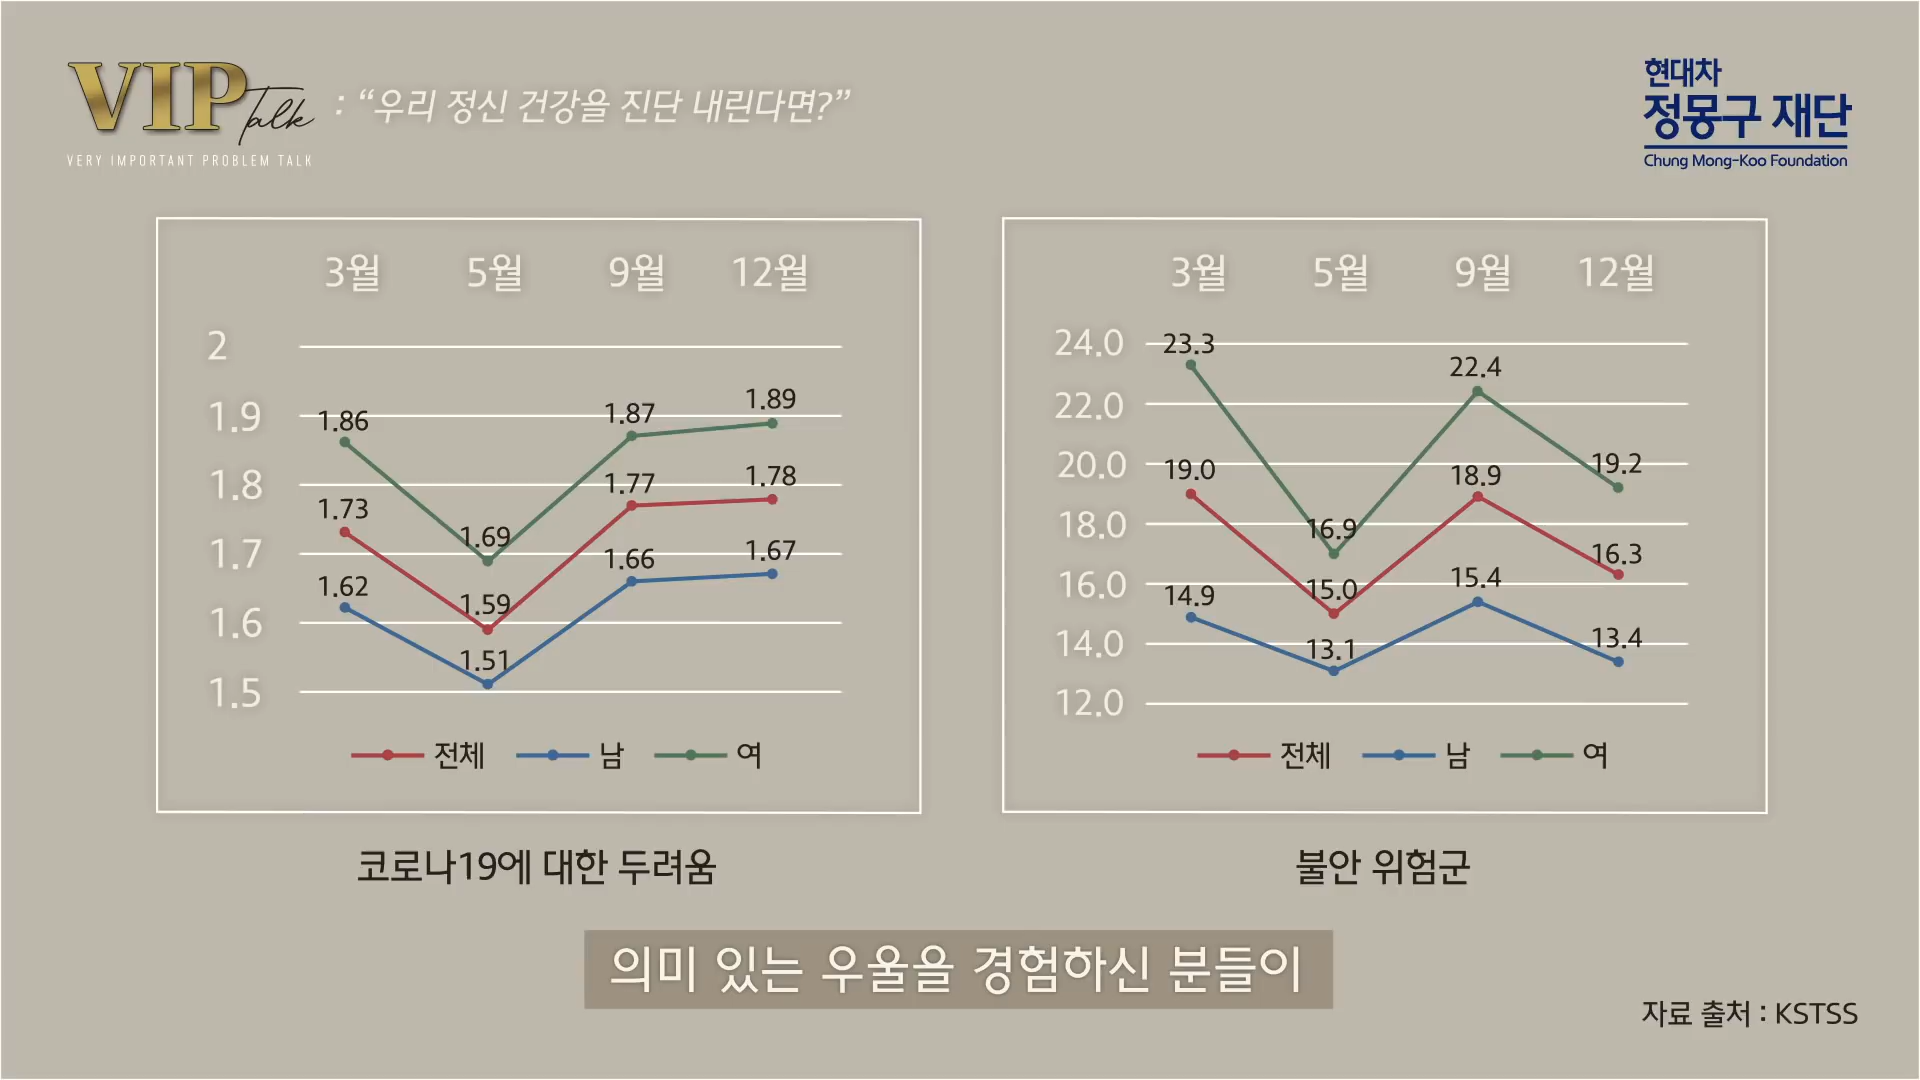 VIP Talk
: “우리 정신 건강을 진단 내린다면?”
VERY IMPORTANT PROBLEM TALK
현대차
정몽구 재단
Chung Mong-Koo Foundation
3월 5월 9월 12월
2
1.9
1.8
1.7
1.6
1.5
1.86 1.69 1.87 1.89
1.73 1.59 1.77 1.78
1.62 1.51 1.66 1.67
전체 남 여
코로나19에 대한 두려움
3월 5월 9월 12월
24.0
22.0
20.0
18.0
16.0
14.0
12.0
23.3 16.9 22.4 19.2
19.0 15.0 18.9 16.3
14.9 13.1 15.4 13.4
전체 남 여
불안 위험군
의미 있는 우울을 경험하신 분들이
자료 출처 : KSTSS